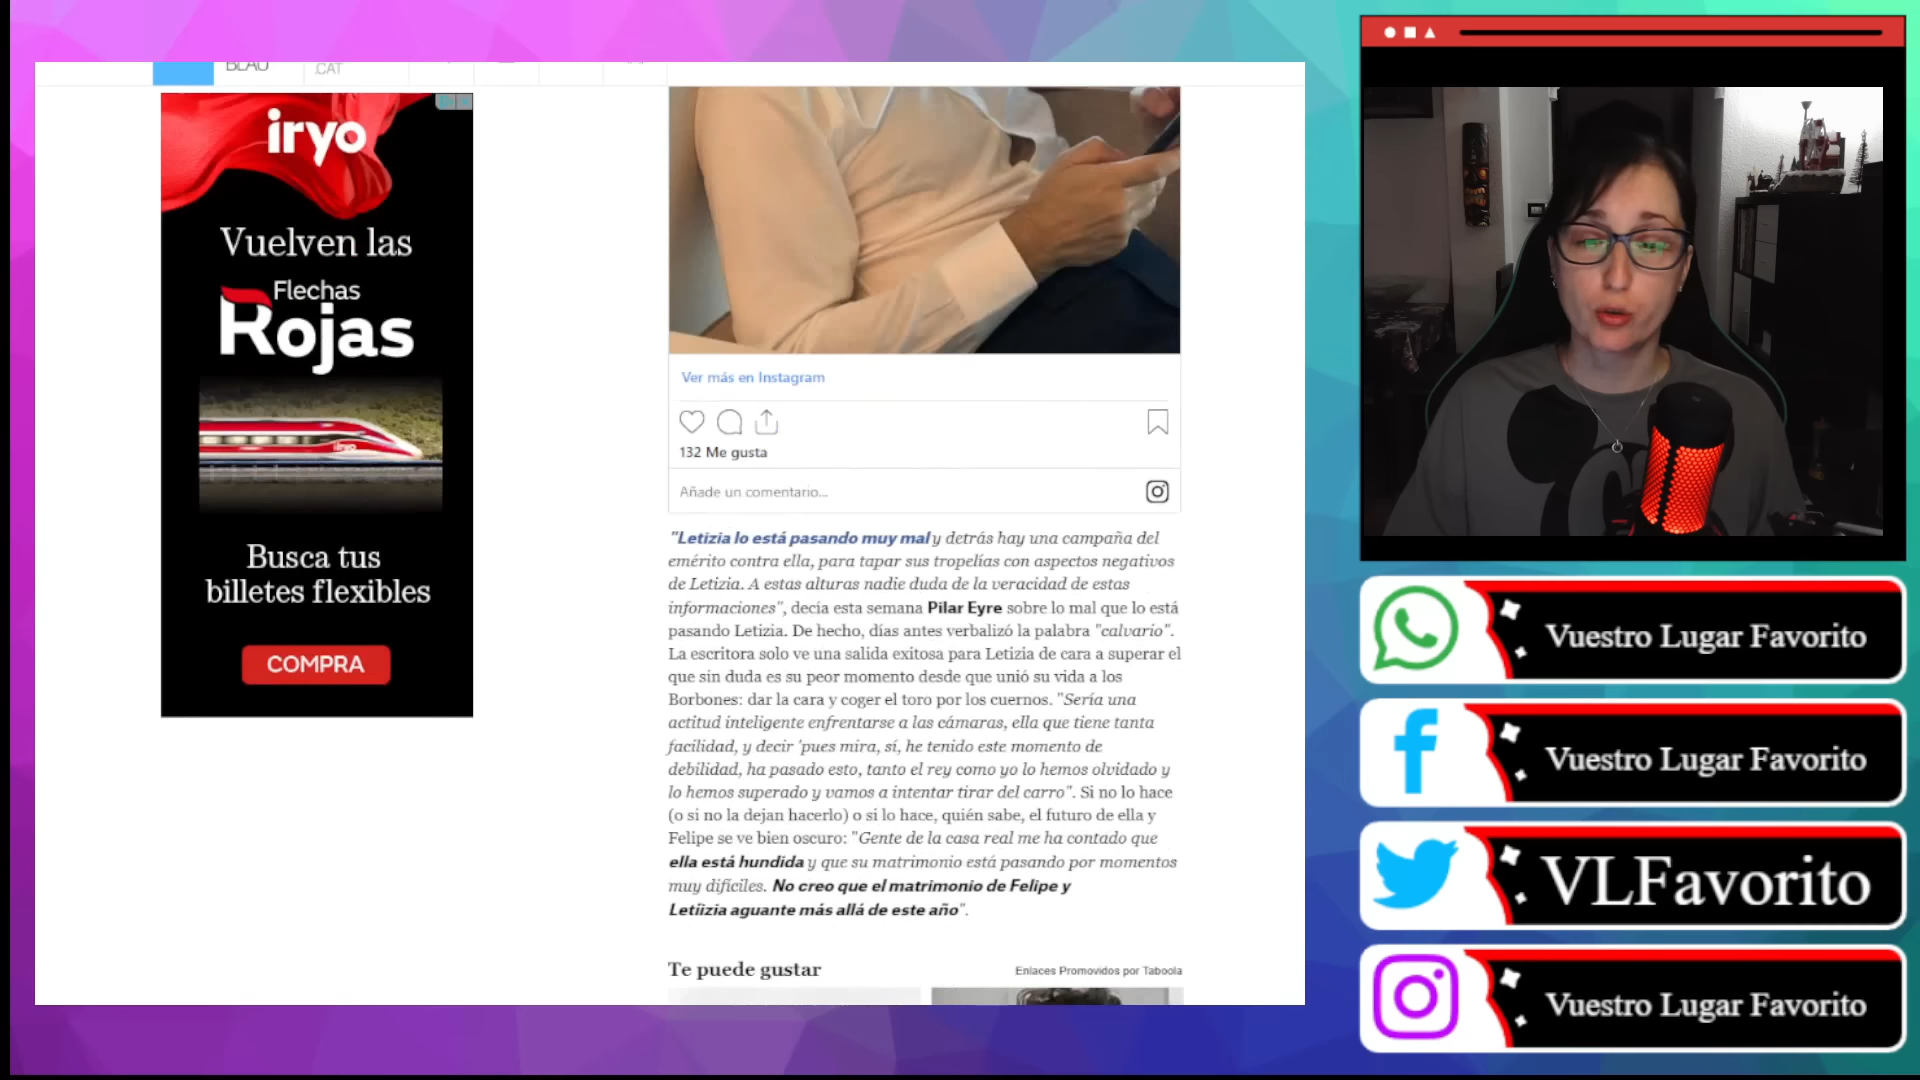 BLAU
.CAT
iryo
Vuelven las
Flechas
Rojas
iryo
Busca tus
billetes flexibles
COMPRA
Ver más en Instagram
132 Me gusta
Añade un comentario...
"Letizia lo está pasando muy mal y detrás hay una campaña del
emérito contra ella, para tapar sus tropelías con aspectos negativos
de Letizia. A estas alturas nadie duda de la veracidad de estas
informaciones", decía esta semana Pilar Eyre sobre lo mal que lo está
pasando Letizia. De hecho, días antes verbalizó la palabra "calvario".
La escritora solo ve una salida exitosa para Letizia de cara a superar el
que sin duda es su peor momento desde que unió su vida a los
Borbones: dar la cara y coger el toro por los cuernos. "Sería una
actitud inteligente enfrentarse a las cámaras, ella que tiene tanta
facilidad, y decir 'pues mira, sí, he tenido este momento de
debilidad, ha pasado esto, tanto el rey como yo lo hemos olvidado y
lo hemos superado y vamos a intentar tirar del carro". Si no lo hace
(o si no la dejan hacerlo) o si lo hace, quién sabe, el futuro de ella y
Felipe se ve bien oscuro: "Gente de la casa real me ha contado que
ella está hundida y que su matrimonio está pasando por momentos
muy difíciles. No creo que el matrimonio de Felipe y
Letiizia aguante más allá de este año".
Te puede gustar
Enlaces Promovidos por Taboola
Vuestro Lugar Favorito
Vuestro Lugar Favorito
VLFavorito
Vuestro Lugar Favorito